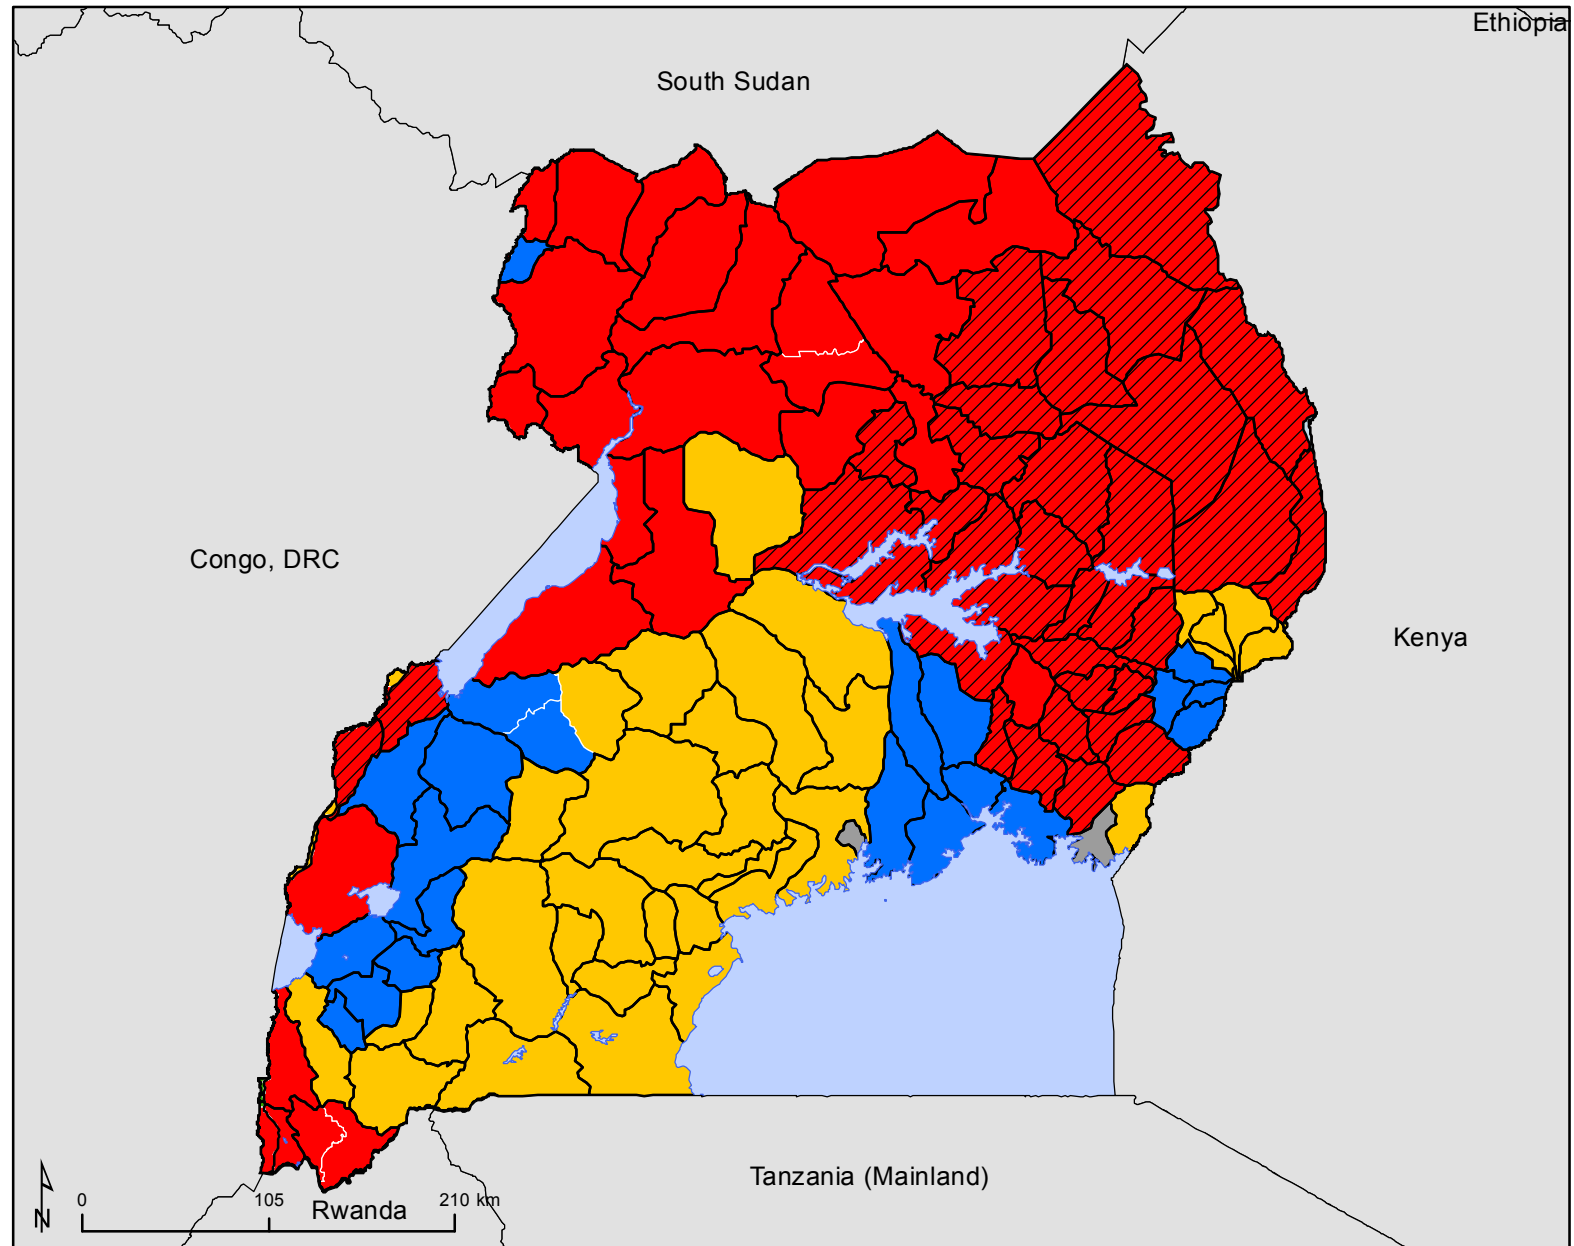 Ethiopia
South Sudan
Congo, DRC
Kenya
Tanzania (Mainland)
Rwanda
0 105 210 km
N